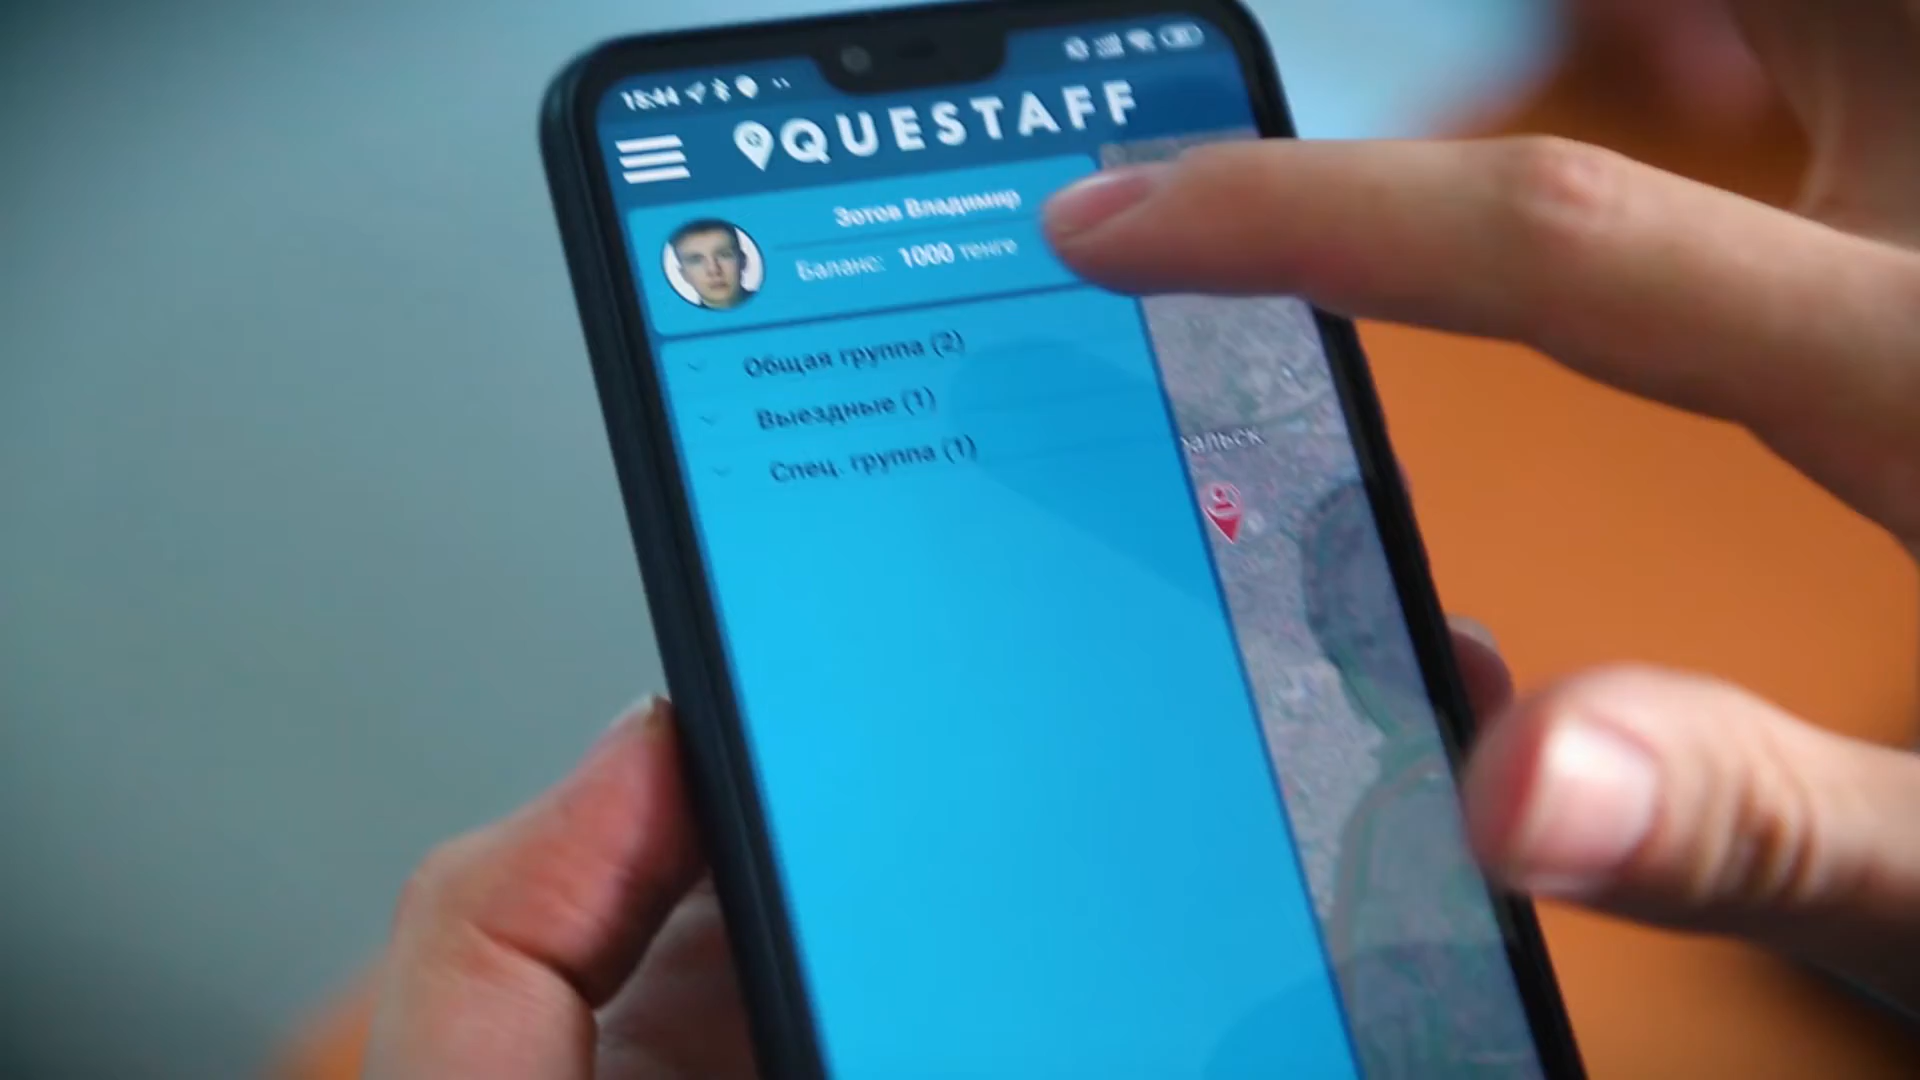 15:44
QUESTAFF
Зотов Владимир
Баланс: 1000 тенге
Общая группа (2)
Выездные (1)
Спец. группа (1)
альск